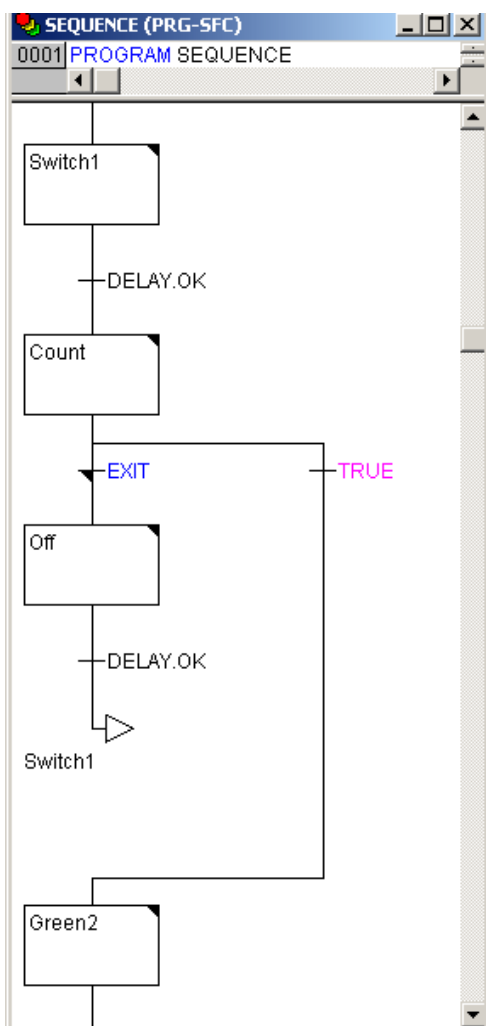 SEQUENCE (PRG-SFC)
0001 PROGRAM SEQUENCE
Switch1
DELAY.OK
Count
EXIT TRUE
Off
DELAY.OK
Switch1
Green2